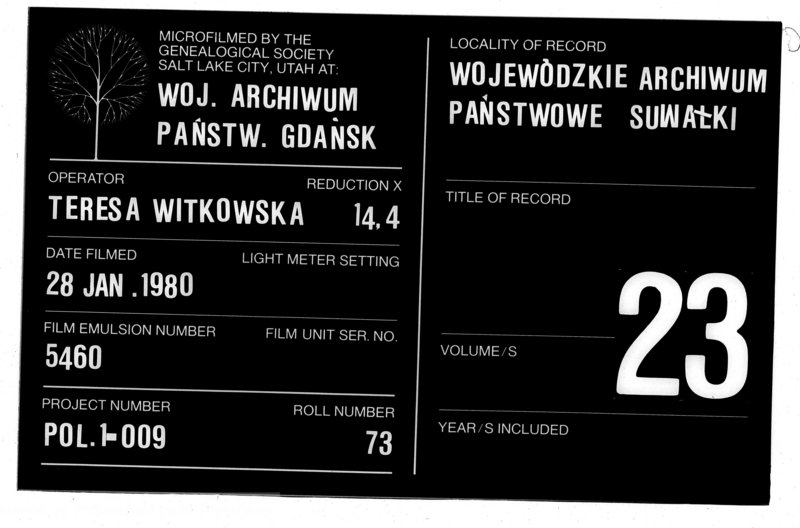 MICROFILMED BY THE
GENEALOGICAL SOCIETY
SALT LAKE CITY, UTAH AT:
WOJ. ARCHIWUM
PAŃSTW. GDAŃSK
OPERATOR REDUCTION X
TERESA WITKOWSKA 14,4
DATE FILMED LIGHT METER SETTING
28 JAN .1980
FILM EMULSION NUMBER FILM UNIT SER. NO.
5460
PROJECT NUMBER ROLL NUMBER
POL.1-009 73
LOCALITY OF RECORD
WOJEWÒDZKIE ARCHIWUM
PAŃSTWOWE SUWAŁKI
TITLE OF RECORD
23
VOLUME/S
YEAR/S INCLUDED